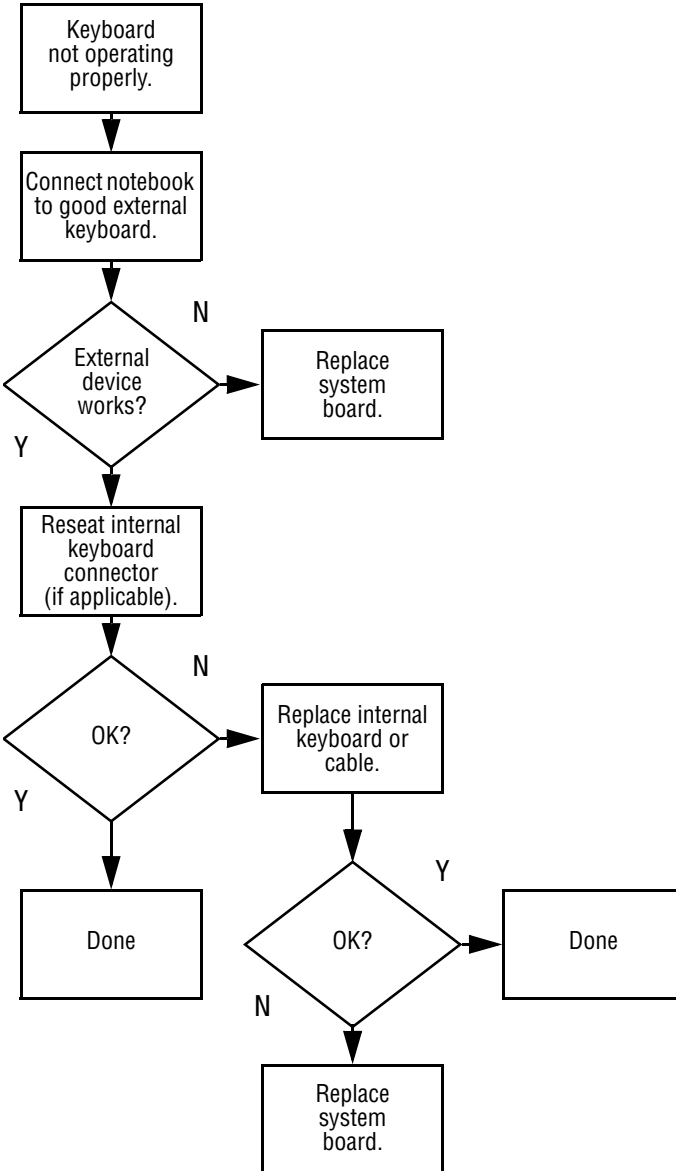 Keyboard
not operating
properly.
Connect notebook
to good external
keyboard.
N
External
device
works?
Replace
system
board.
Y
Reseat internal
keyboard
connector
(if applicable).
N
OK?
Replace internal
keyboard or
cable.
Y
Y
Done
OK?
Done
N
Replace
system
board.